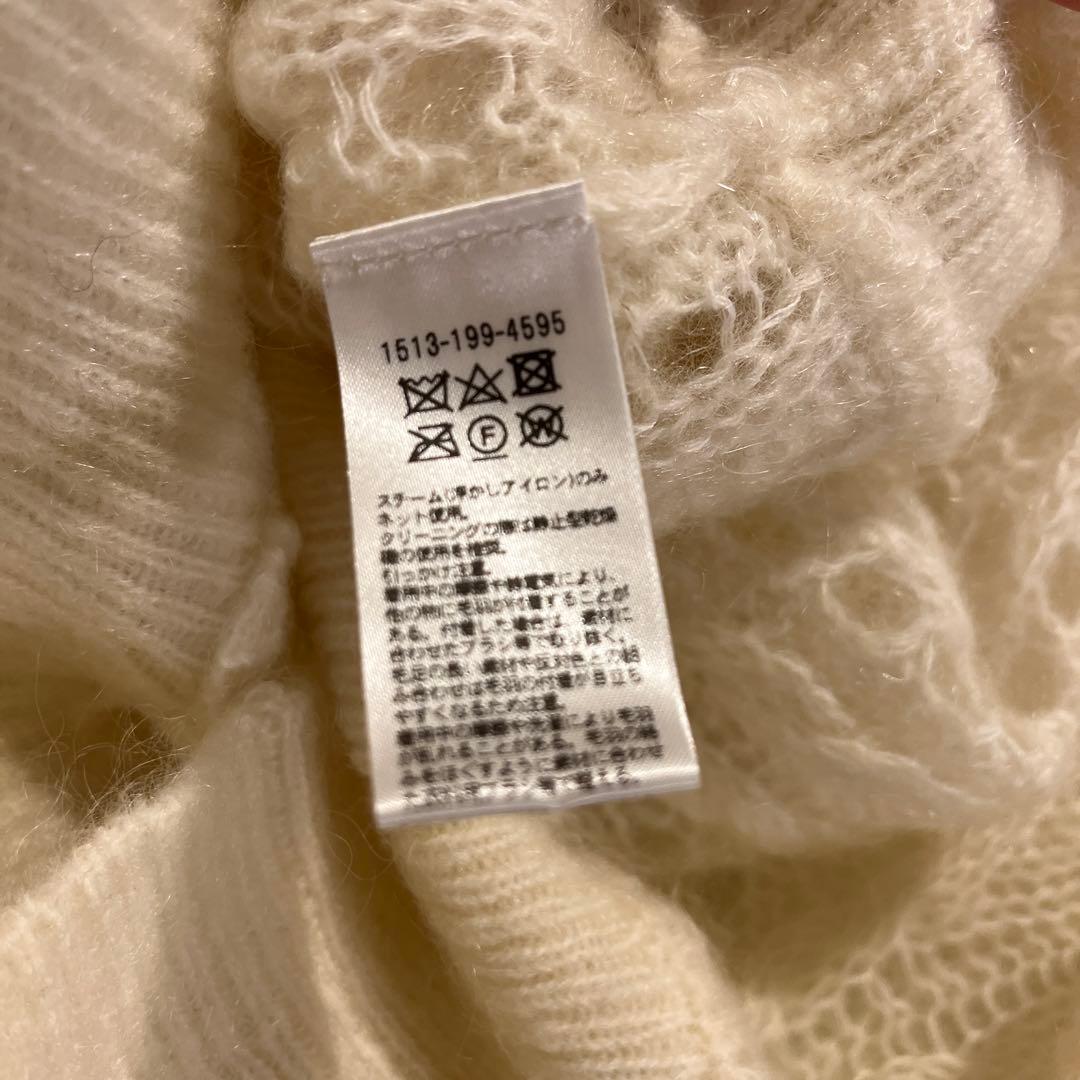 1513-199-4595
F W
スチーム(浮かしアイロン)のみ
ネット使用。
クリーニングの際は静止型乾燥
機の使用を推奨。
引っかけ注意。
着用中の摩擦や静電気により、
他の物に毛羽が付着することが
ある。付着した場合は、素材に
合わせたブラシ等で取り除く。
毛足の長い素材や反対色との組
み合わせは毛羽の付着が目立ち
やすくなるため注意。
着用中の摩擦や
により毛羽
が乱れることがある。毛羽の絡
みをほぐすように素材に合わせ
ブラシ等で整える。